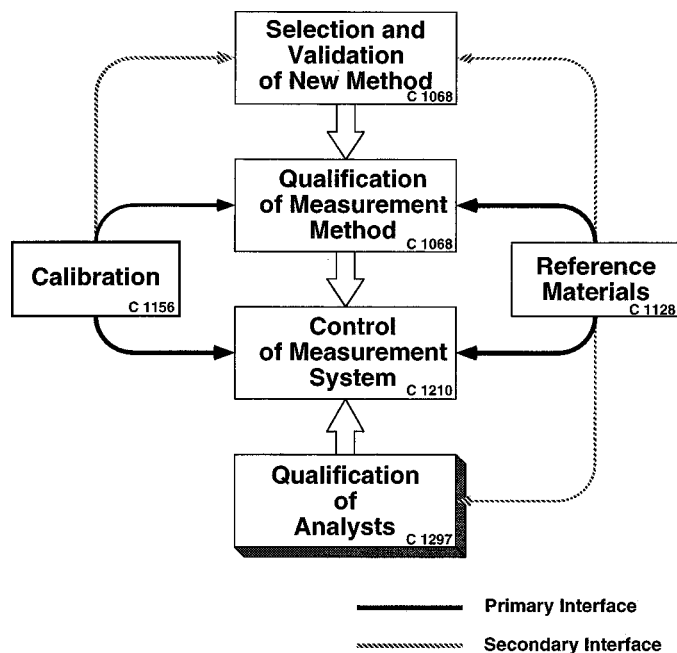 Selection and
Validation
of New Method
C 1068
Qualification
of Measurement
Method
C 1068
Calibration
C 1156
Reference
Materials
C 1128
Control
of Measurement
System
C 1210
Qualification
of
Analysts
C 1297
Primary Interface
Secondary Interface